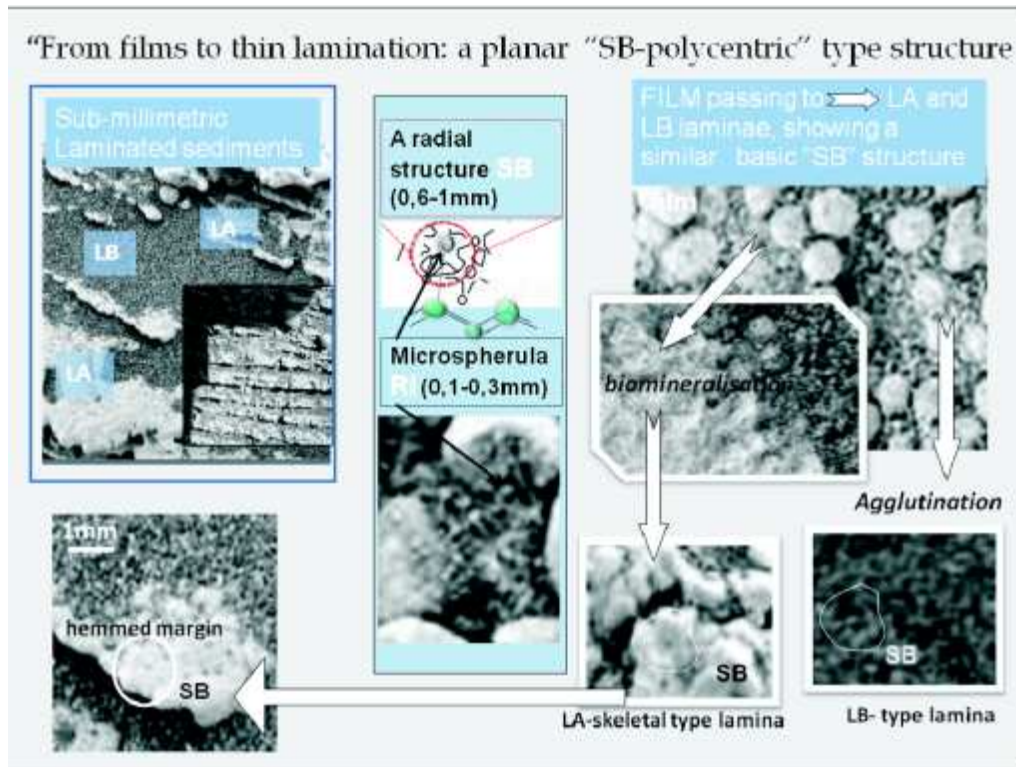 “From films to thin lamination: a planar “SB-polycentric” type structure
Sub-millimetric
Laminated sediments
LB
LA
LA
A radial
structure SB
(0,6-1mm)
Microspherula
(0,1-0,3mm)
FILM passing to LA and
LB laminae, showing a
similar basic “SB” structure
biomineralisation
Agglutination
1mm
hemmed margin
SB
SB
LA-skeletal type lamina
SB
LB- type lamina